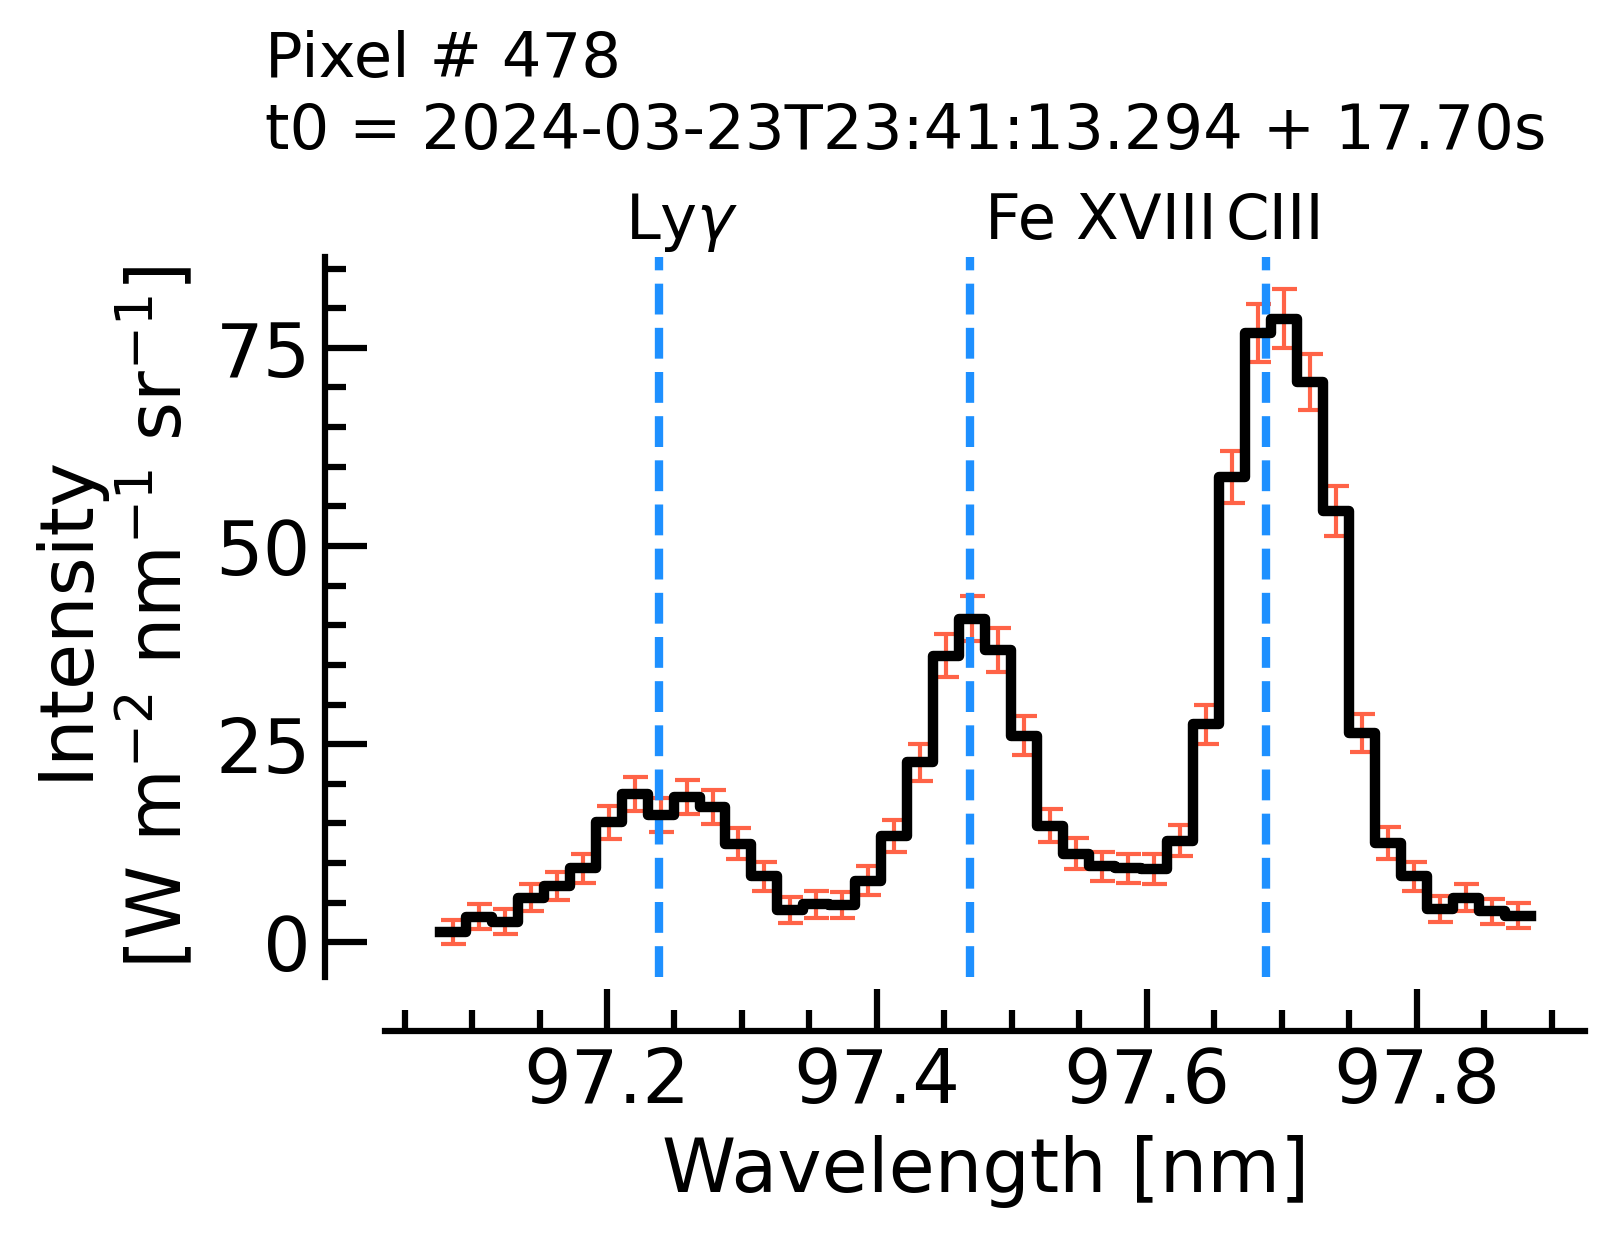 Pixel # 478
t0 = 2024-03-23T23:41:13.294 + 17.70s
Lyγ Fe XVIII CIII
Intensity
[W m⁻² nm⁻¹ sr⁻¹]
75
50
25
0
97.2 97.4 97.6 97.8
Wavelength [nm]